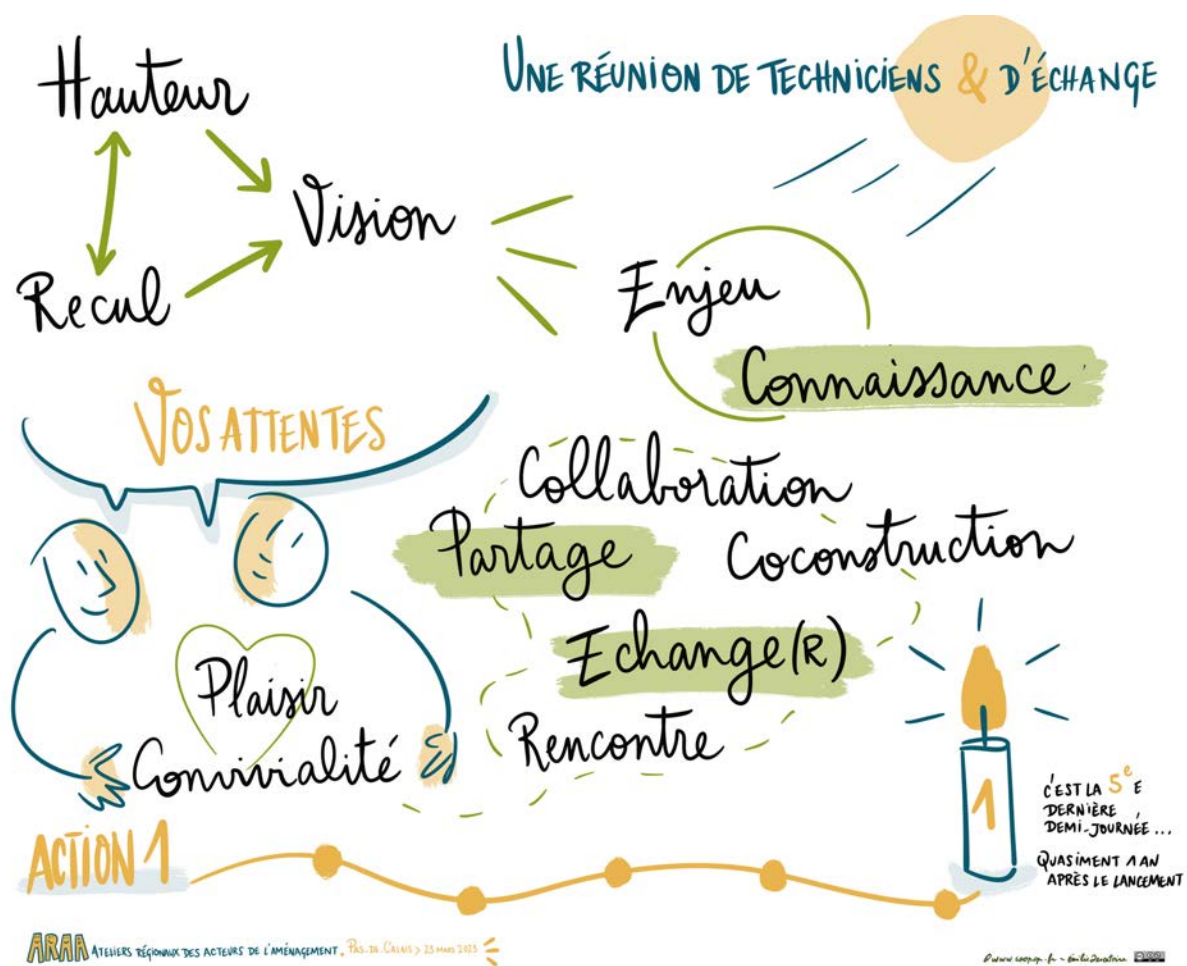 Hauteur
UNE RÉUNION DE TECHNICIENS & D'ÉCHANGE
Vision
Recul
Enjeu
Connaissance
VOS ATTENTES
Collaboration
Partage
Coconstruction
Echange(R)
Plaisir
Convivialité
Rencontre
1
C'EST LA 5e E
DERNIÈRE
DEMI-JOURNÉE...
QUASIMENT 1 AN
APRÈS LE LANCEMENT
ACTION 1
ARAA ATELIERS RÉGIONAUX DES ACTEURS DE L'AMÉNAGEMENT. PAS-DE-CALAIS > 23 MARS 2023